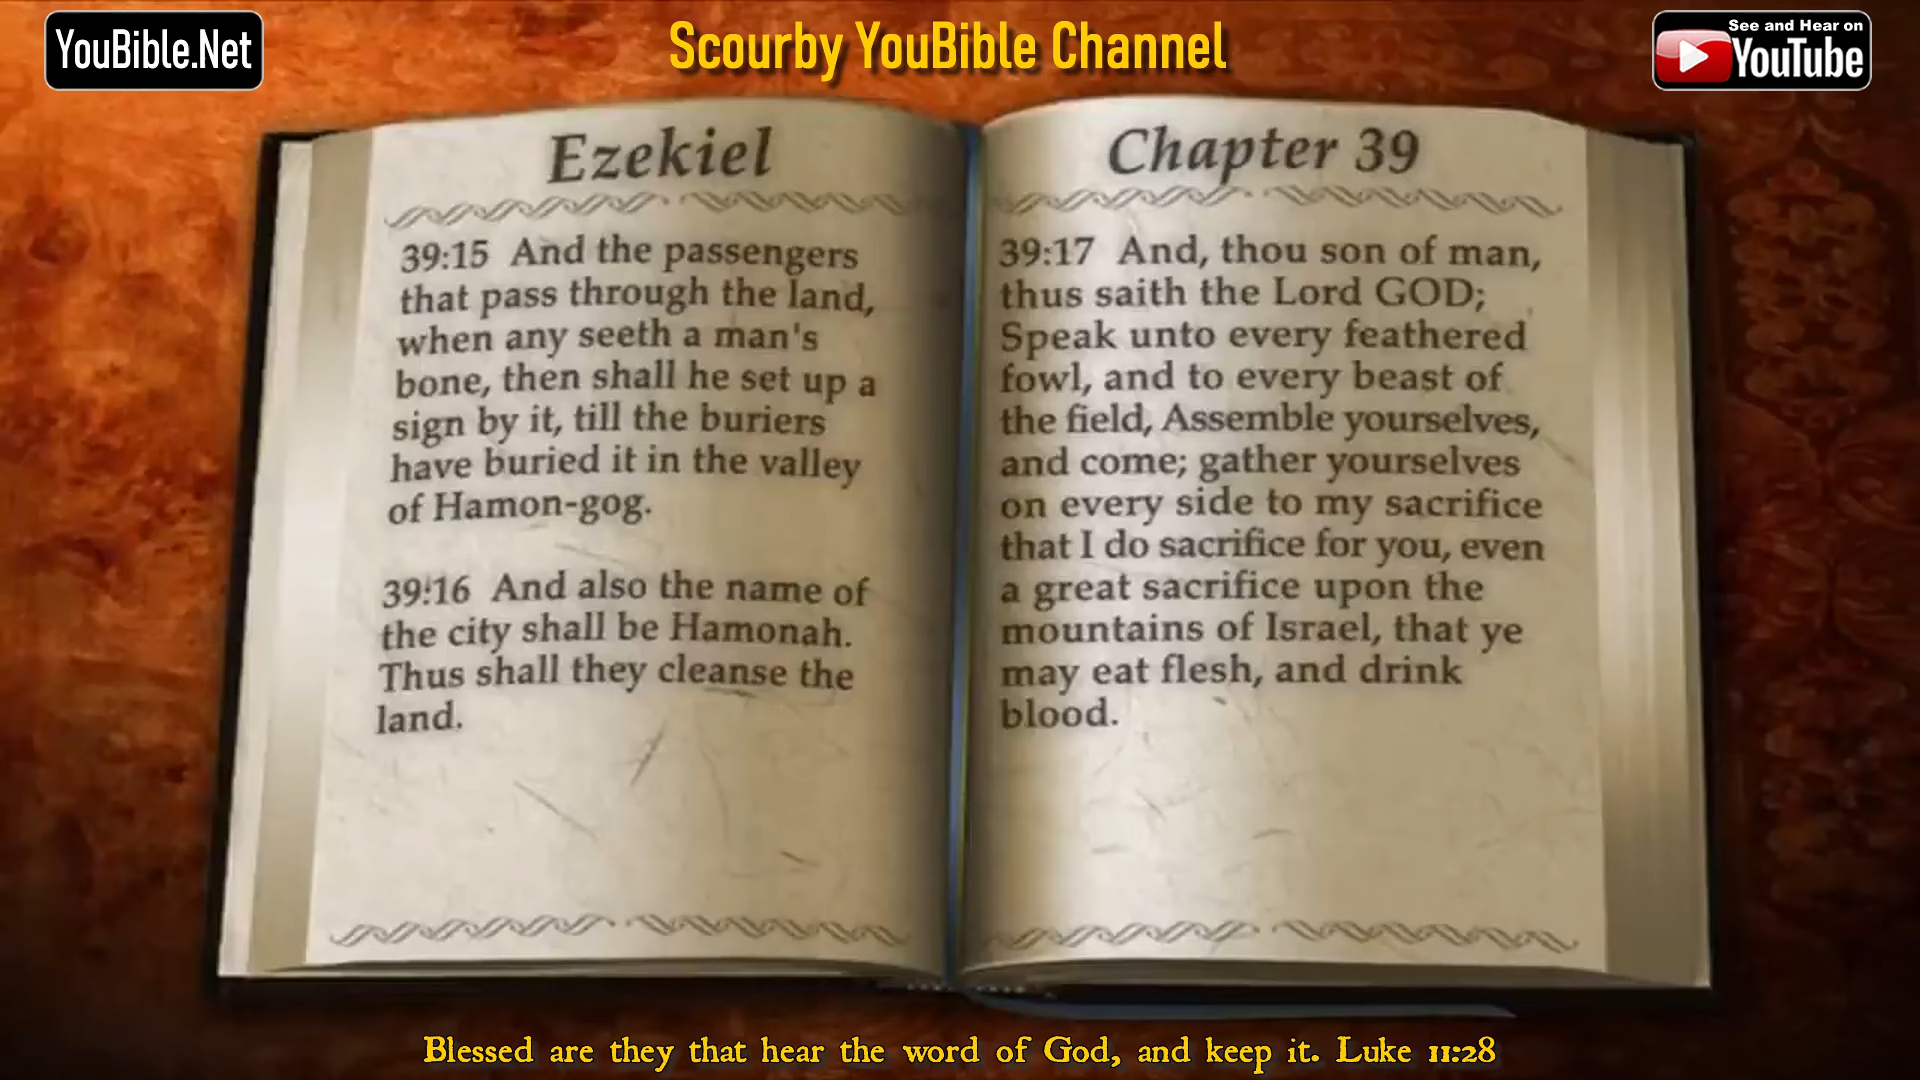 YouBible.Net
Scourby YouBible Channel
See and Hear on
YouTube
Ezekiel
39:15 And the passengers
that pass through the land,
when any seeth a man's
bone, then shall he set up a
sign by it, till the buriers
have buried it in the valley
of Hamon-gog.
39:16 And also the name of
the city shall be Hamonah.
Thus shall they cleanse the
land.
Chapter 39
39:17 And, thou son of man,
thus saith the Lord GOD;
Speak unto every feathered
fowl, and to every beast of
the field, Assemble yourselves,
and come; gather yourselves
on every side to my sacrifice
that I do sacrifice for you, even
a great sacrifice upon the
mountains of Israel, that ye
may eat flesh, and drink
blood.
Blessed are they that hear the word of God, and keep it. Luke 11:28